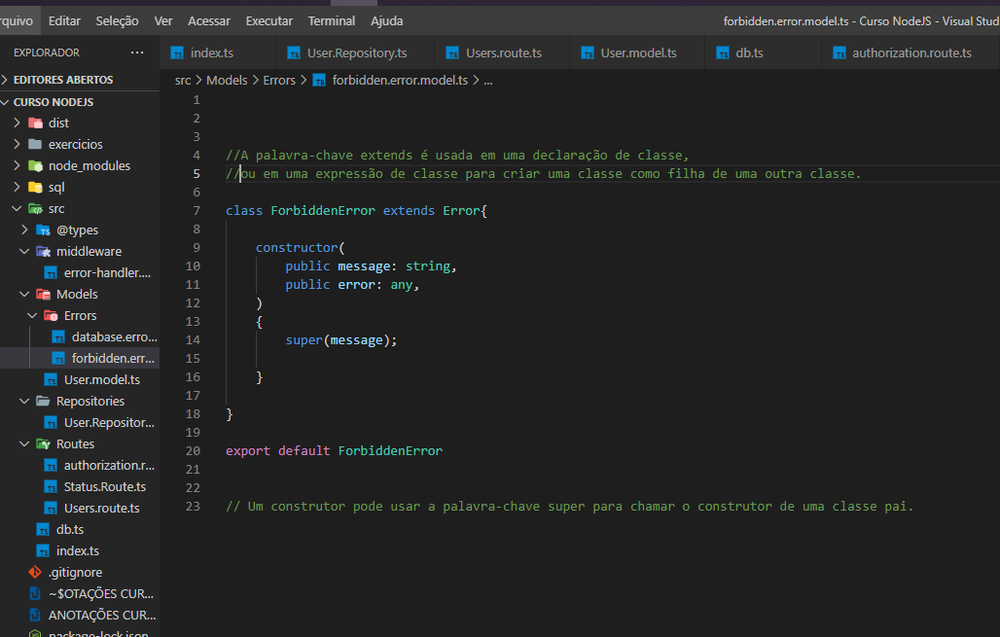 rquivo Editar Seleção Ver Acessar Executar Terminal Ajuda forbidden.error.model.ts - Curso NodeJS - Visual Stud
EXPLORADOR ...
index.ts User.Repository.ts Users.route.ts User.model.ts db.ts authorization.route.ts
EDITORES ABERTOS
CURSO NODEJS
dist
exercicios
node_modules
sql
src
@types
middleware
error-handler....
Models
Errors
database.erro...
forbidden.err...
User.model.ts
Repositories
User.Repositor...
Routes
authorization.r...
Status.Route.ts
Users.route.ts
db.ts
index.ts
.gitignore
~$OTAÇÕES CUR...
ANOTAÇÕES CUR...
package-lock.json
src > Models > Errors > forbidden.error.model.ts > ...
1
2
3
4 //A palavra-chave extends é usada em uma declaração de classe,
5 //ou em uma expressão de classe para criar uma classe como filha de uma outra classe.
6
7 class ForbiddenError extends Error{
8
9 constructor(
10 public message: string,
11 public error: any,
12 )
13 {
14 super(message);
15
16 }
17
18 }
19
20 export default ForbiddenError
21
22
23 // Um construtor pode usar a palavra-chave super para chamar o construtor de uma classe pai.